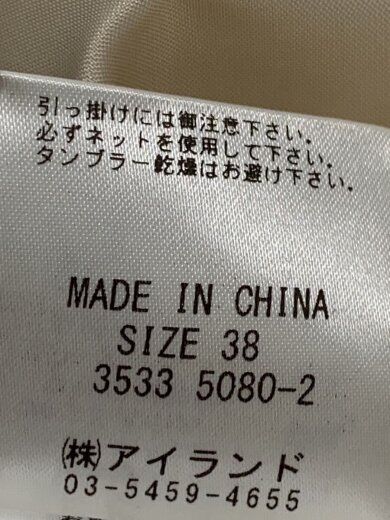 引っ掛けには御注意下さい。
必ずネットを使用して下さい。
タンブラー乾燥はお避け下さい。
MADE IN CHINA
SIZE 38
3533 5080-2
㈱アイランド
03-5459-4655